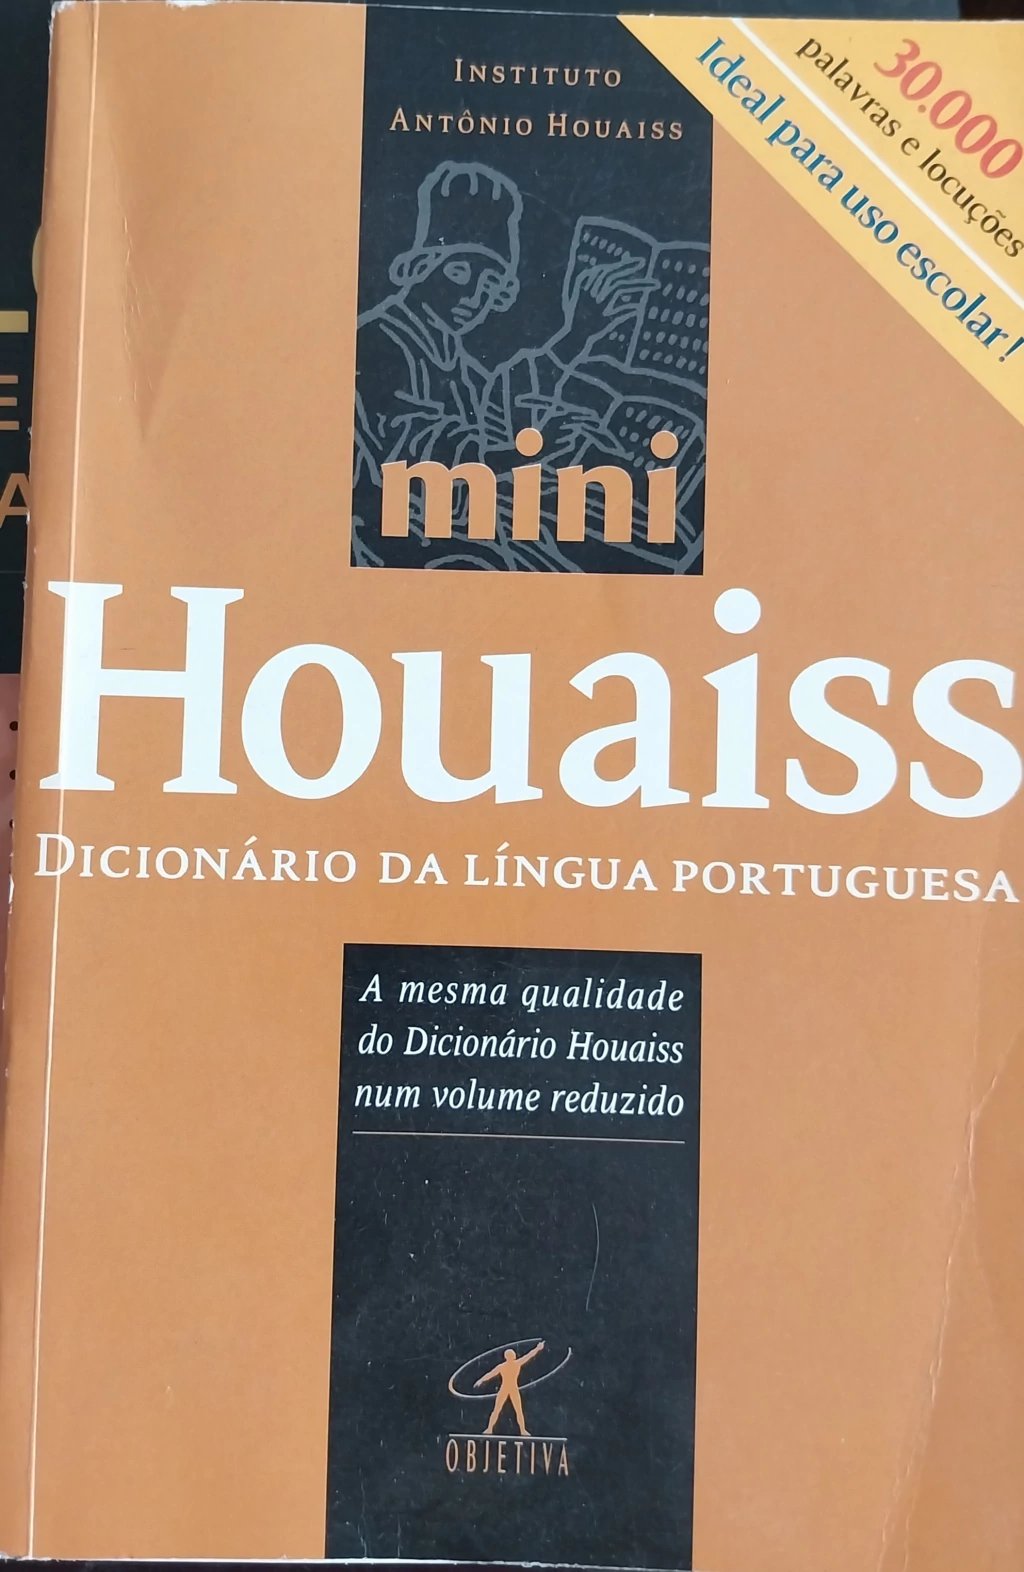 INSTITUTO
ANTÔNIO HOUAISS
30.000
palavras e locuções
Ideal para uso escolar!
mini
Houaiss
DICIONÁRIO DA LÍNGUA PORTUGUESA
A mesma qualidade
do Dicionário Houaiss
num volume reduzido
OBJETIVA
E
A